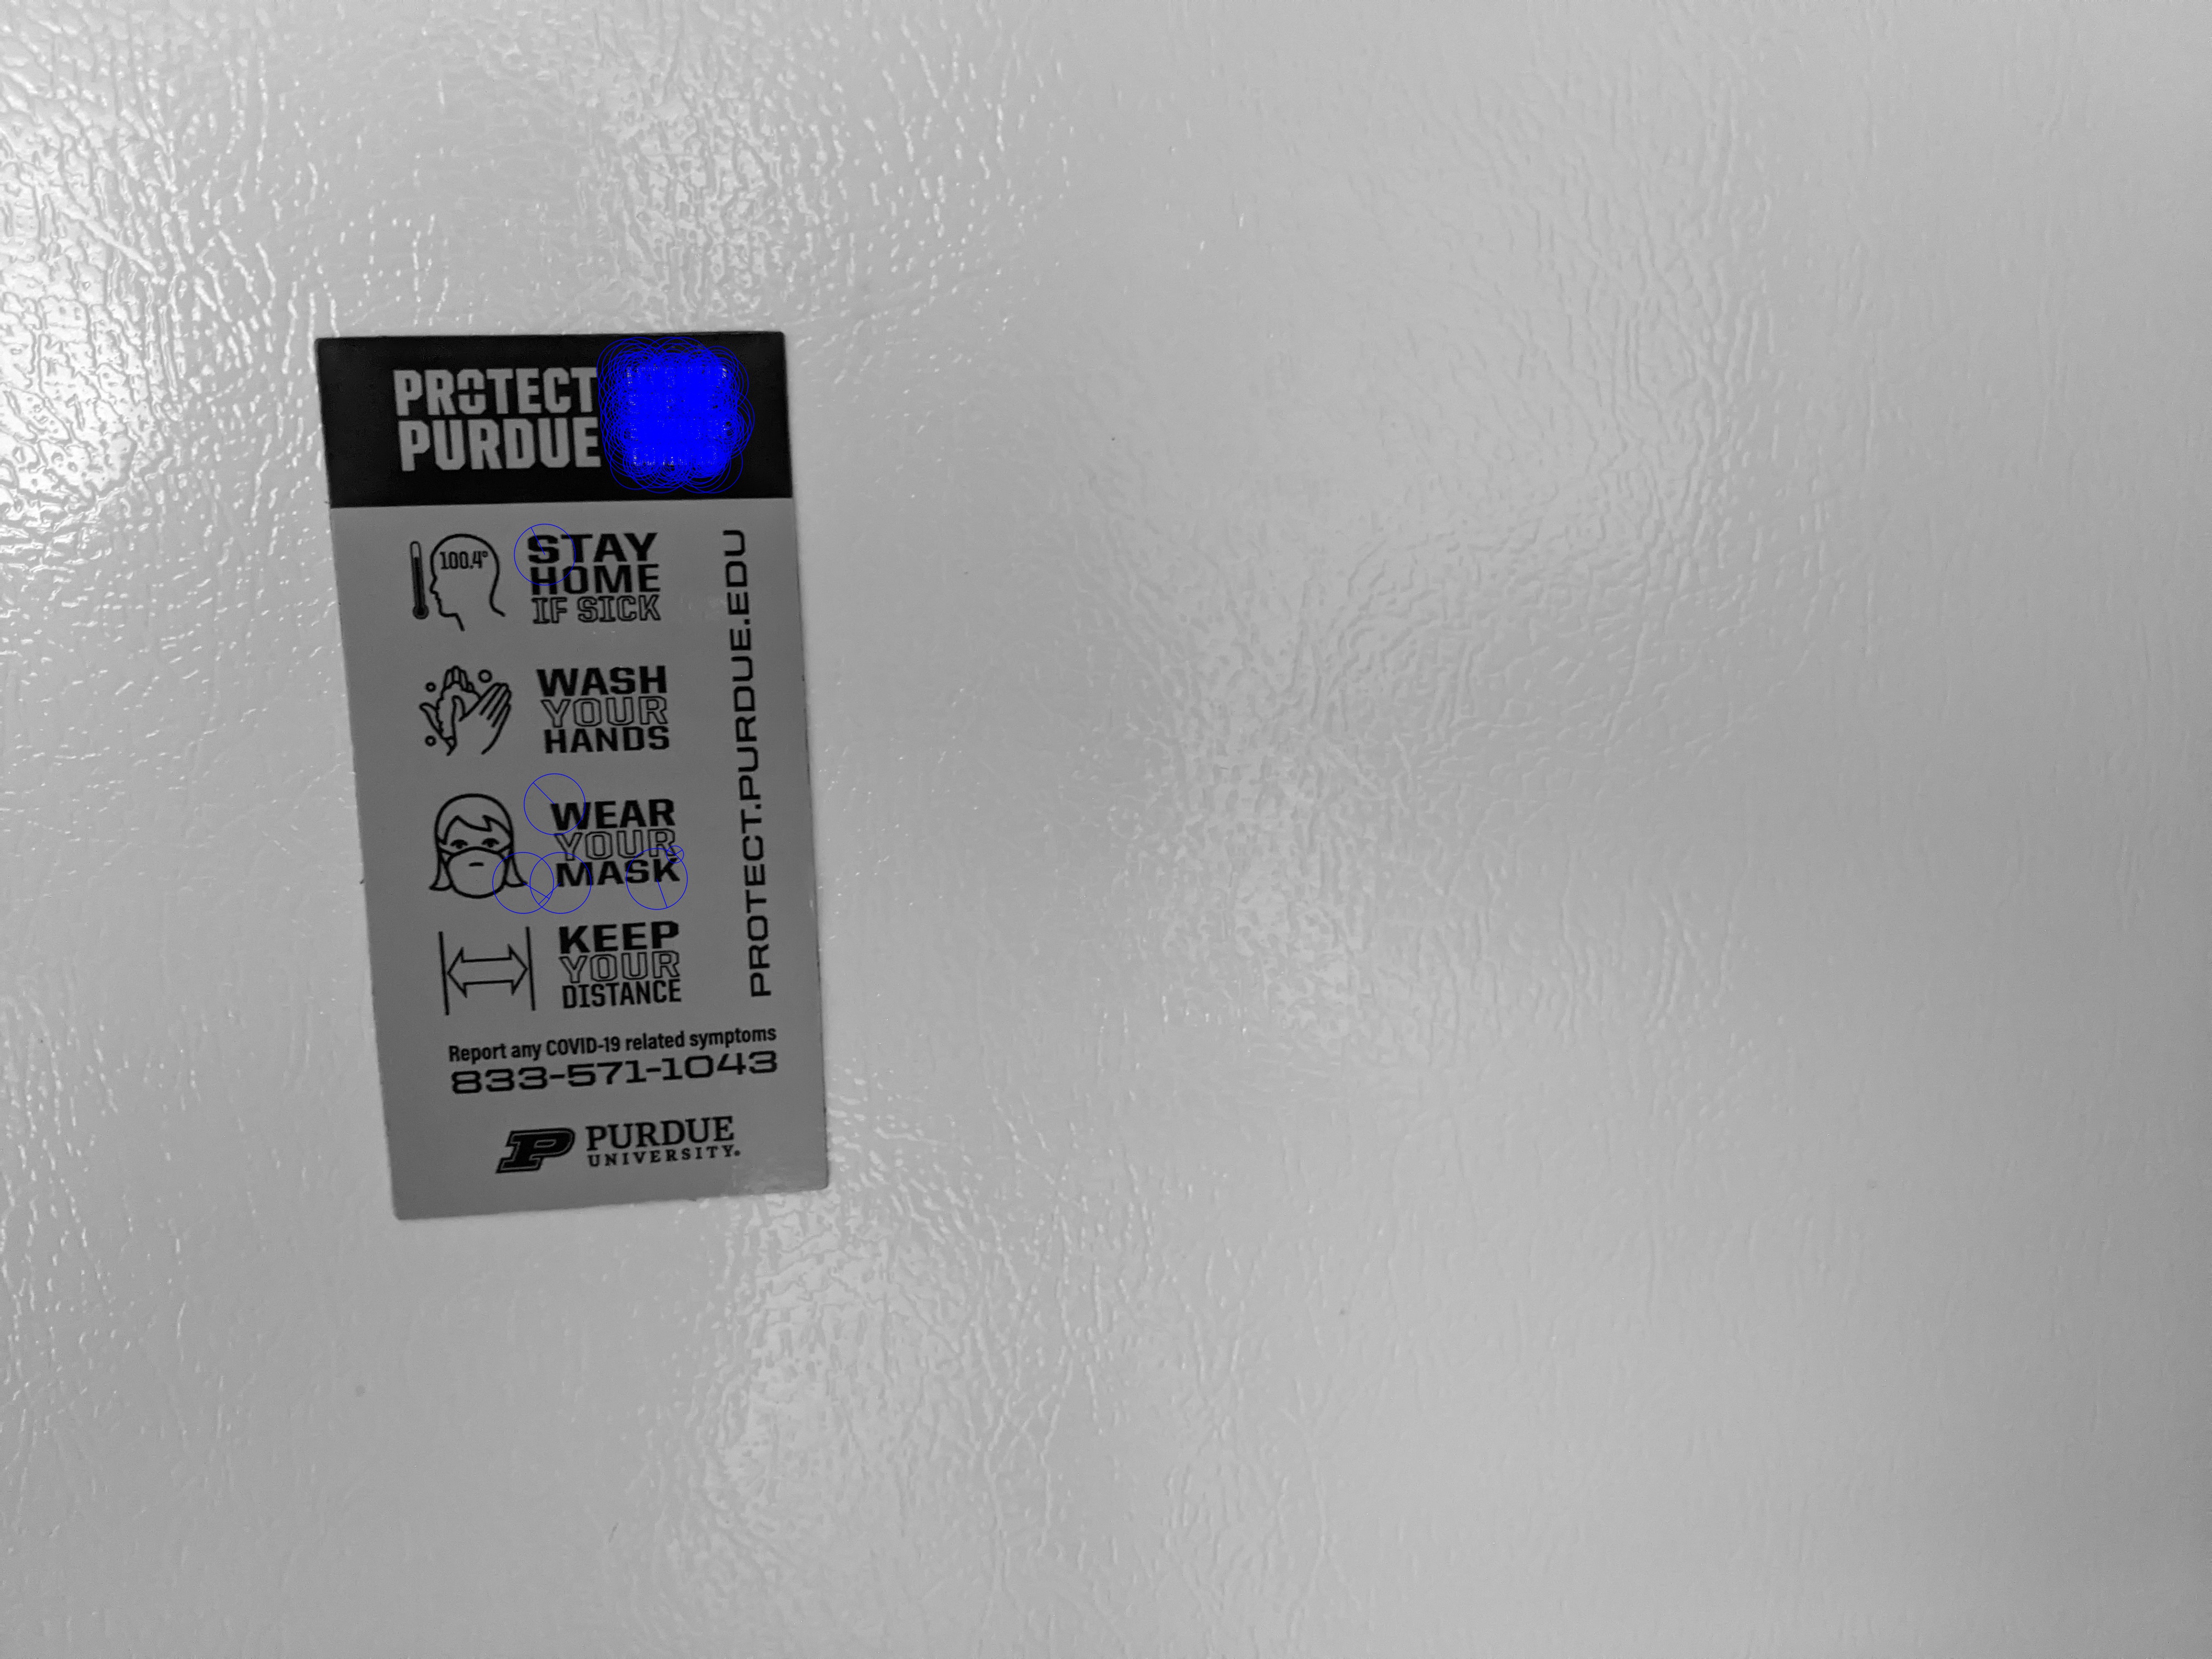 PROTECT
PURDUE
100.4°
STAY
HOME
IF SICK
WASH
YOUR
HANDS
WEAR
YOUR
MASK
KEEP
YOUR
DISTANCE
PROTECT.PURDUE.EDU
Report any COVID-19 related symptoms
833-571-1043
P PURDUE
UNIVERSITY®